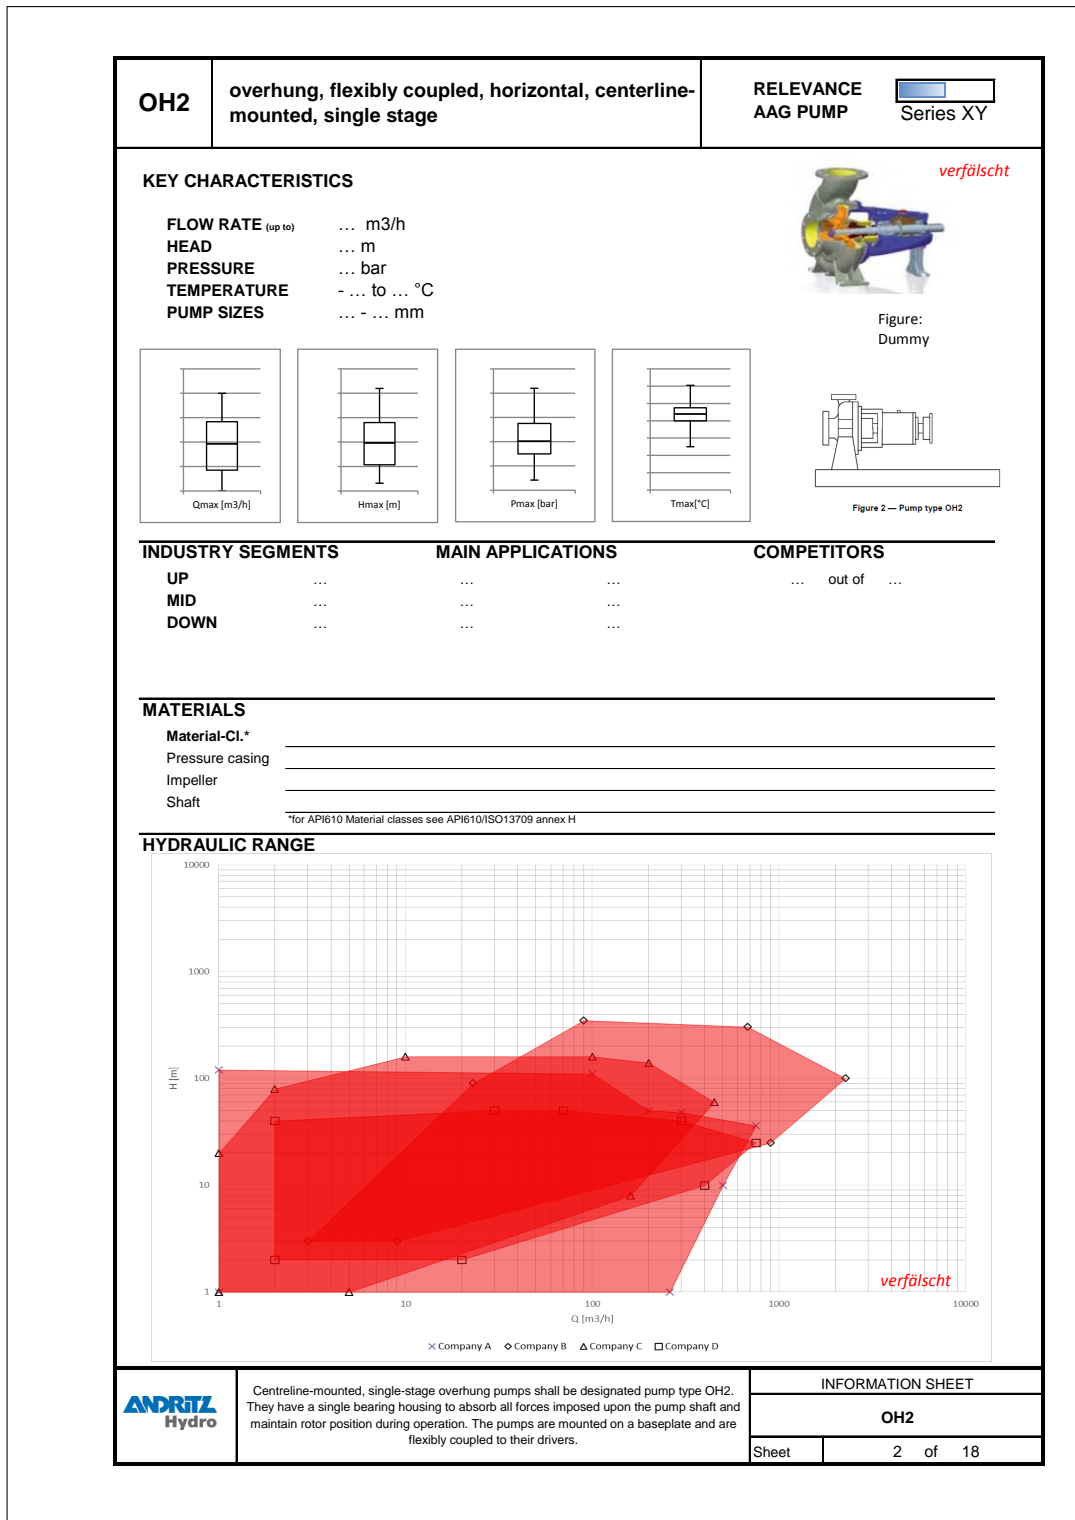 OH2
overhung, flexibly coupled, horizontal, centerline-
mounted, single stage
RELEVANCE
AAG PUMP
Series XY
KEY CHARACTERISTICS
verfälscht
FLOW RATE (up to) … m3/h
HEAD … m
PRESSURE … bar
TEMPERATURE - … to … °C
PUMP SIZES … - … mm
Figure:
Dummy
Qmax [m3/h]
Hmax [m]
Pmax [bar]
Tmax[°C]
Figure 2 — Pump type OH2
INDUSTRY SEGMENTS MAIN APPLICATIONS COMPETITORS
UP … … … … out of …
MID … … …
DOWN … … …
MATERIALS
Material-Cl.*
Pressure casing
Impeller
Shaft
*for API610 Material classes see API610/ISO13709 annex H
HYDRAULIC RANGE
10000
1000
100
10
1
H [m]
verfälscht
1 10 100 1000 10000
Q [m3/h]
Company A Company B Company C Company D
ANDRITZ
Hydro
Centreline-mounted, single-stage overhung pumps shall be designated pump type OH2.
They have a single bearing housing to absorb all forces imposed upon the pump shaft and
maintain rotor position during operation. The pumps are mounted on a baseplate and are
flexibly coupled to their drivers.
INFORMATION SHEET
OH2
Sheet 2 of 18